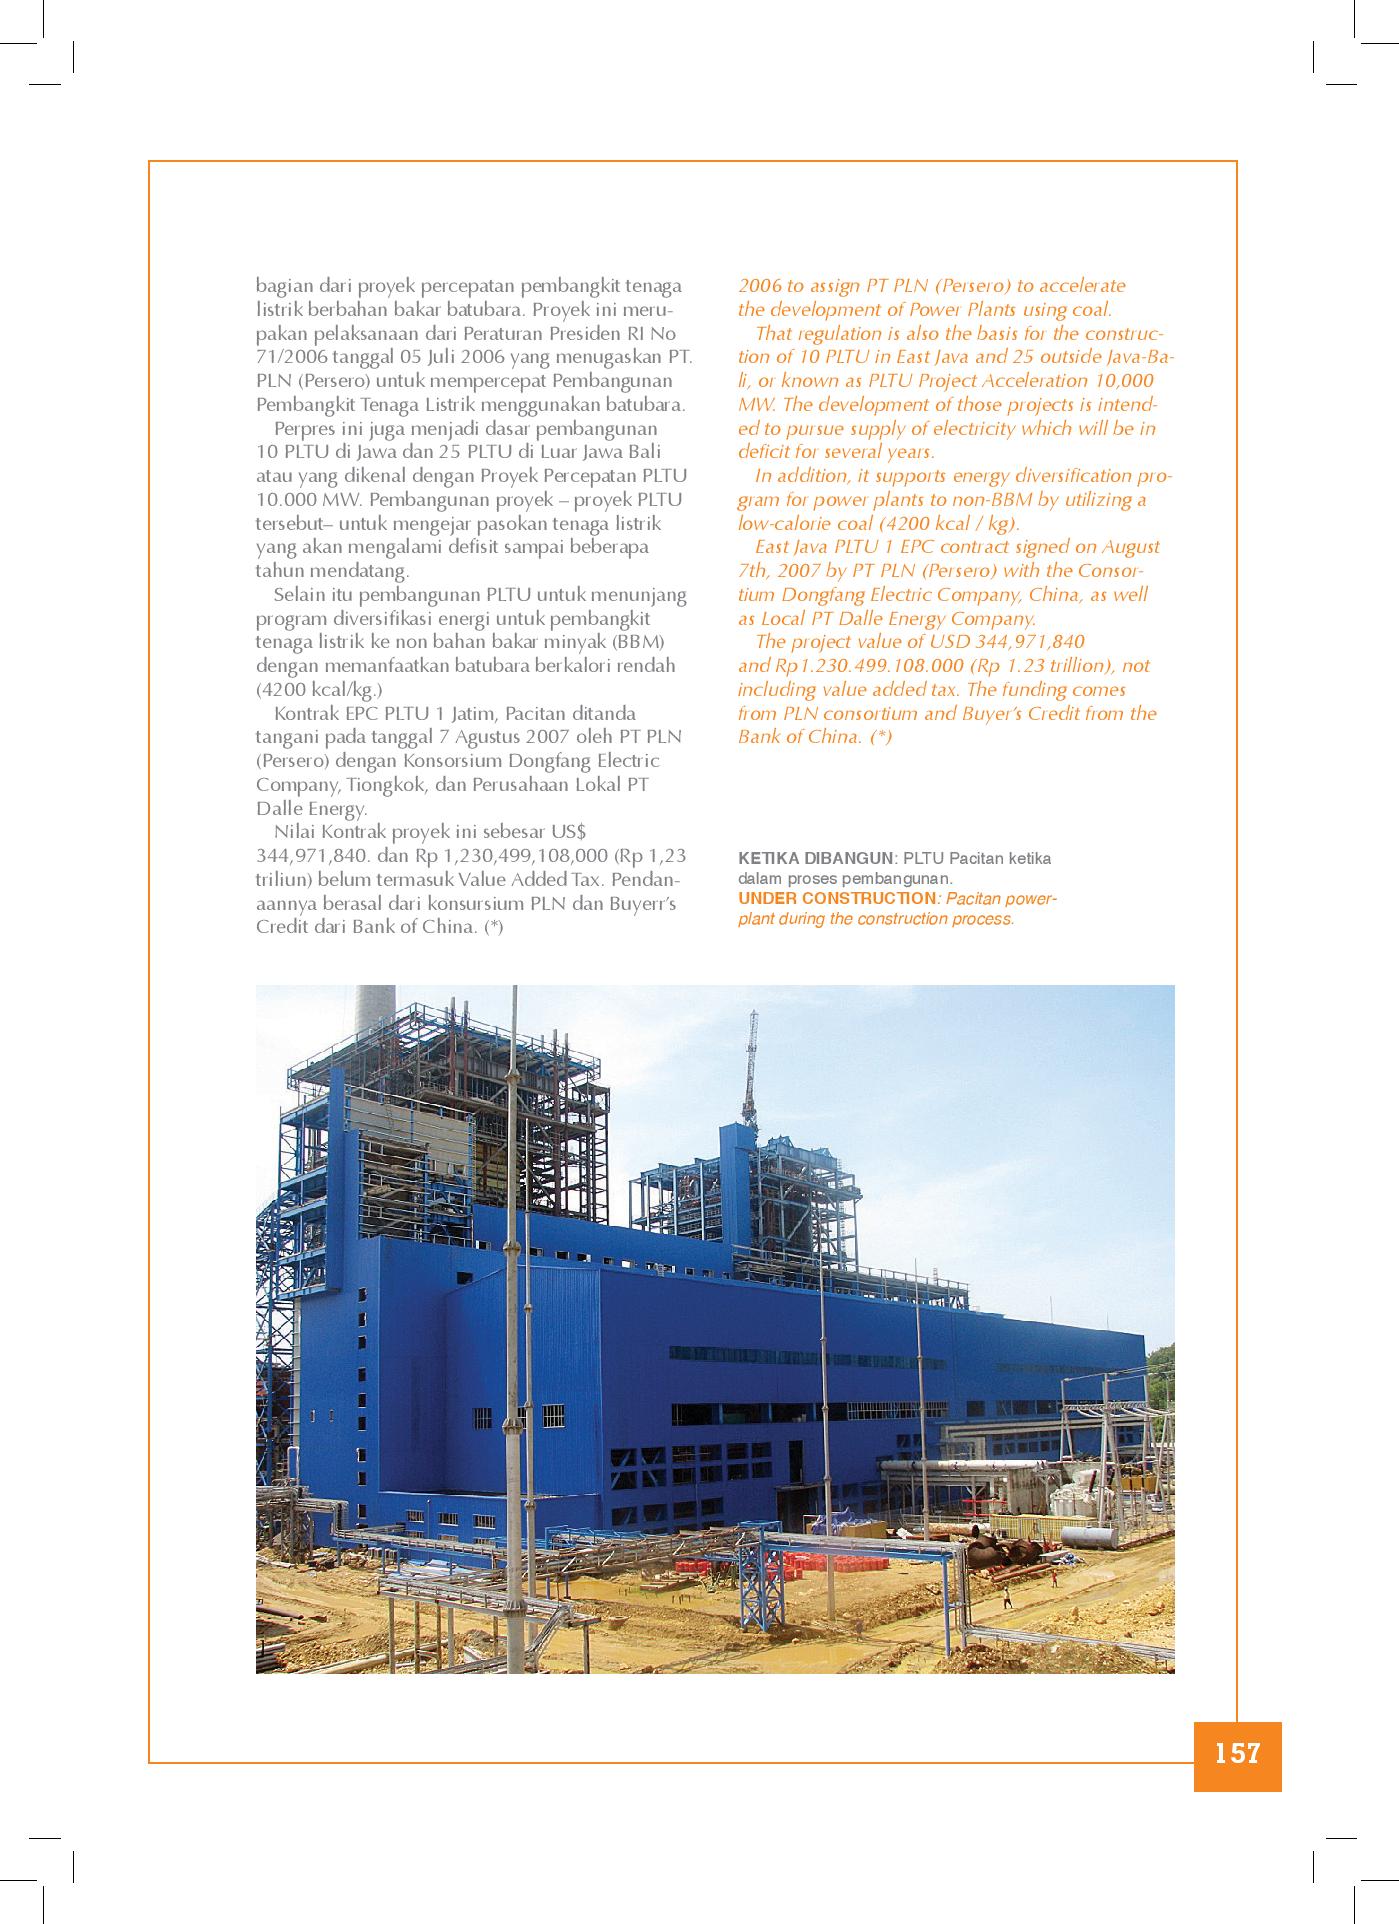 bagian dari proyek percepatan pembangkit tenaga
listrik berbahan bakar batubara. Proyek ini meru-
pakan pelaksanaan dari Peraturan Presiden RI No
71/2006 tanggal 05 Juli 2006 yang menugaskan PT.
PLN (Persero) untuk mempercepat Pembangunan
Pembangkit Tenaga Listrik menggunakan batubara.
Perpres ini juga menjadi dasar pembangunan
10 PLTU di Jawa dan 25 PLTU di Luar Jawa Bali
atau yang dikenal dengan Proyek Percepatan PLTU
10.000 MW. Pembangunan proyek – proyek PLTU
tersebut– untuk mengejar pasokan tenaga listrik
yang akan mengalami defisit sampai beberapa
tahun mendatang.
Selain itu pembangunan PLTU untuk menunjang
program diversifikasi energi untuk pembangkit
tenaga listrik ke non bahan bakar minyak (BBM)
dengan memanfaatkan batubara berkalori rendah
(4200 kcal/kg.)
Kontrak EPC PLTU 1 Jatim, Pacitan ditanda
tangani pada tanggal 7 Agustus 2007 oleh PT PLN
(Persero) dengan Konsorsium Dongfang Electric
Company, Tiongkok, dan Perusahaan Lokal PT
Dalle Energy.
Nilai Kontrak proyek ini sebesar US$
344,971,840. dan Rp 1,230,499,108,000 (Rp 1,23
triliun) belum termasuk Value Added Tax. Pendan-
aannya berasal dari konsursium PLN dan Buyerr’s
Credit dari Bank of China. (*)
2006 to assign PT PLN (Persero) to accelerate
the development of Power Plants using coal.
That regulation is also the basis for the construc-
tion of 10 PLTU in East Java and 25 outside Java-Ba-
li, or known as PLTU Project Acceleration 10,000
MW. The development of those projects is intend-
ed to pursue supply of electricity which will be in
deficit for several years.
In addition, it supports energy diversification pro-
gram for power plants to non-BBM by utilizing a
low-calorie coal (4200 kcal / kg).
East Java PLTU 1 EPC contract signed on August
7th, 2007 by PT PLN (Persero) with the Consor-
tium Dongfang Electric Company, China, as well
as Local PT Dalle Energy Company.
The project value of USD 344,971,840
and Rp1.230.499.108.000 (Rp 1.23 trillion), not
including value added tax. The funding comes
from PLN consortium and Buyer’s Credit from the
Bank of China. (*)
KETIKA DIBANGUN: PLTU Pacitan ketika
dalam proses pembangunan.
UNDER CONSTRUCTION: Pacitan power-
plant during the construction process.
157